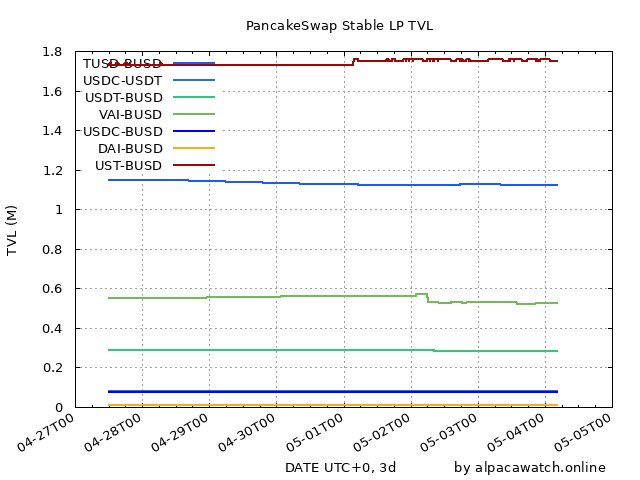 PancakeSwap Stable LP TVL
1.8
1.6
1.4
1.2
1
0.8
0.6
0.4
0.2
0
TVL (M)
TUSD-BUSD
USDC-USDT
USDT-BUSD
VAI-BUSD
USDC-BUSD
DAI-BUSD
UST-BUSD
04-27T00
04-28T00
04-29T00
04-30T00
05-01T00
05-02T00
05-03T00
05-04T00
05-05T00
DATE UTC+0, 3d
by alpacawatch.online